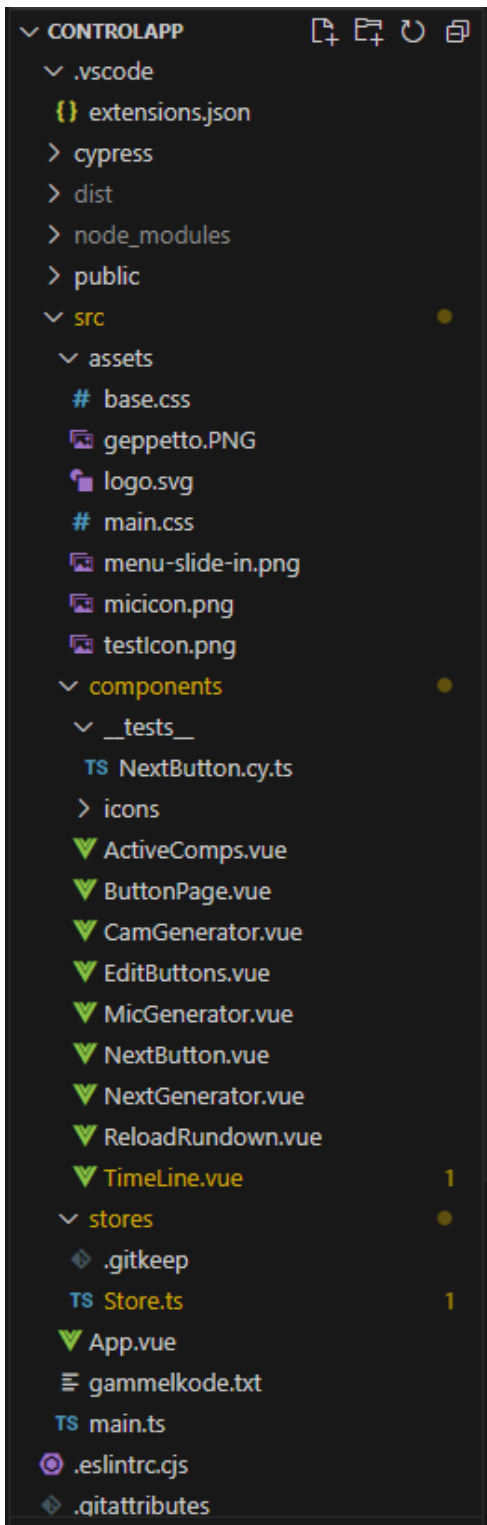 CONTROLAPP
.vscode
{} extensions.json
cypress
dist
node_modules
public
src
assets
# base.css
geppetto.PNG
logo.svg
# main.css
menu-slide-in.png
micicon.png
testIcon.png
components
__tests__
TS NextButton.cy.ts
icons
ActiveComps.vue
ButtonPage.vue
CamGenerator.vue
EditButtons.vue
MicGenerator.vue
NextButton.vue
NextGenerator.vue
ReloadRundown.vue
TimeLine.vue 1
stores
.gitkeep
TS Store.ts 1
App.vue
gammelkode.txt
TS main.ts
.eslintrc.cjs
.gitattributes